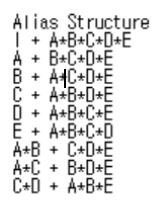 Alias Structure
I + A*B*C*D*E
A + B*C*D*E
B + A*C*D*E
C + A*B*D*E
D + A*B*C*E
E + A*B*C*D
A*B + C*D*E
A*C + B*D*E
C*D + A*B*E